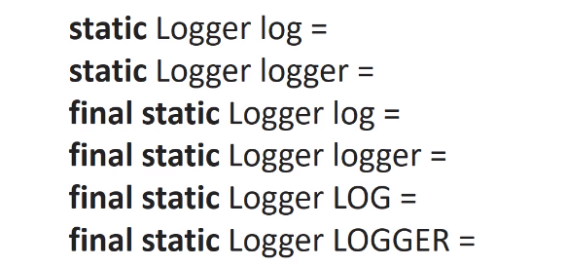 static Logger log =
static Logger logger =
final static Logger log =
final static Logger logger =
final static Logger LOG =
final static Logger LOGGER =